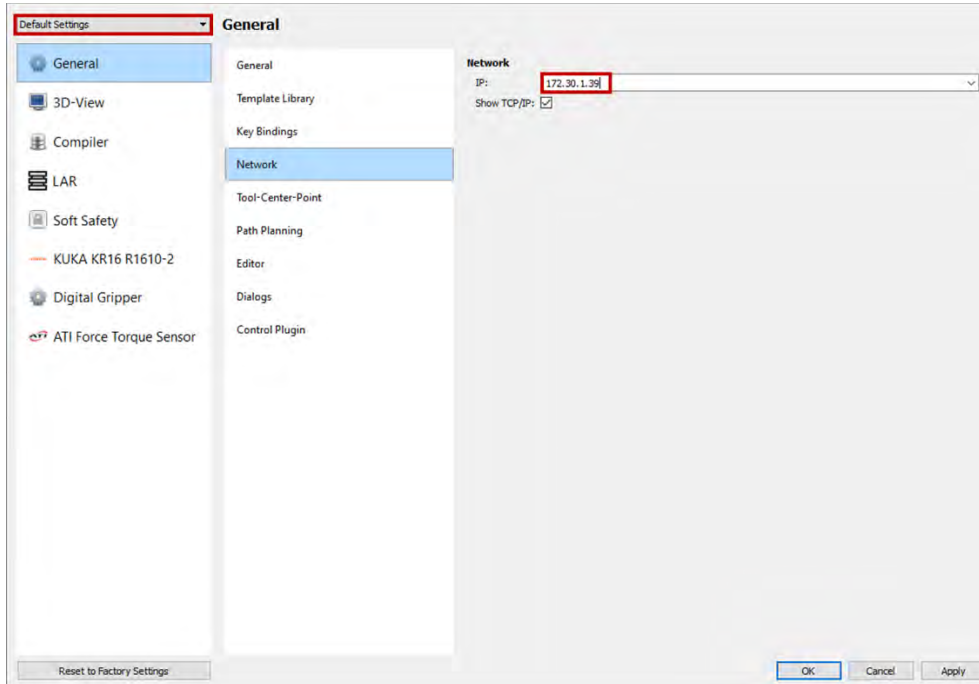 Default Settings
General
General
3D-View
Compiler
LAR
Soft Safety
KUKA KR16 R1610-2
Digital Gripper
ATI Force Torque Sensor
General
Template Library
Key Bindings
Network
Tool-Center-Point
Path Planning
Editor
Dialogs
Control Plugin
Network
IP: 172.30.1.39
Show TCP/IP:
Reset to Factory Settings
OK Cancel Apply